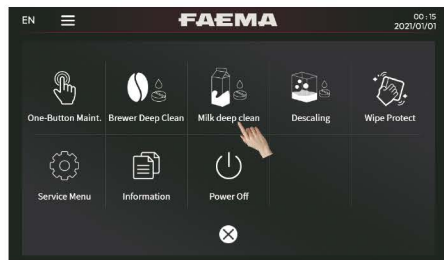 EN
FAEMA
00:15
2021/01/01
One-Button Maint.
Brewer Deep Clean
Milk deep clean
Descaling
Wipe Protect
Service Menu
Information
Power Off